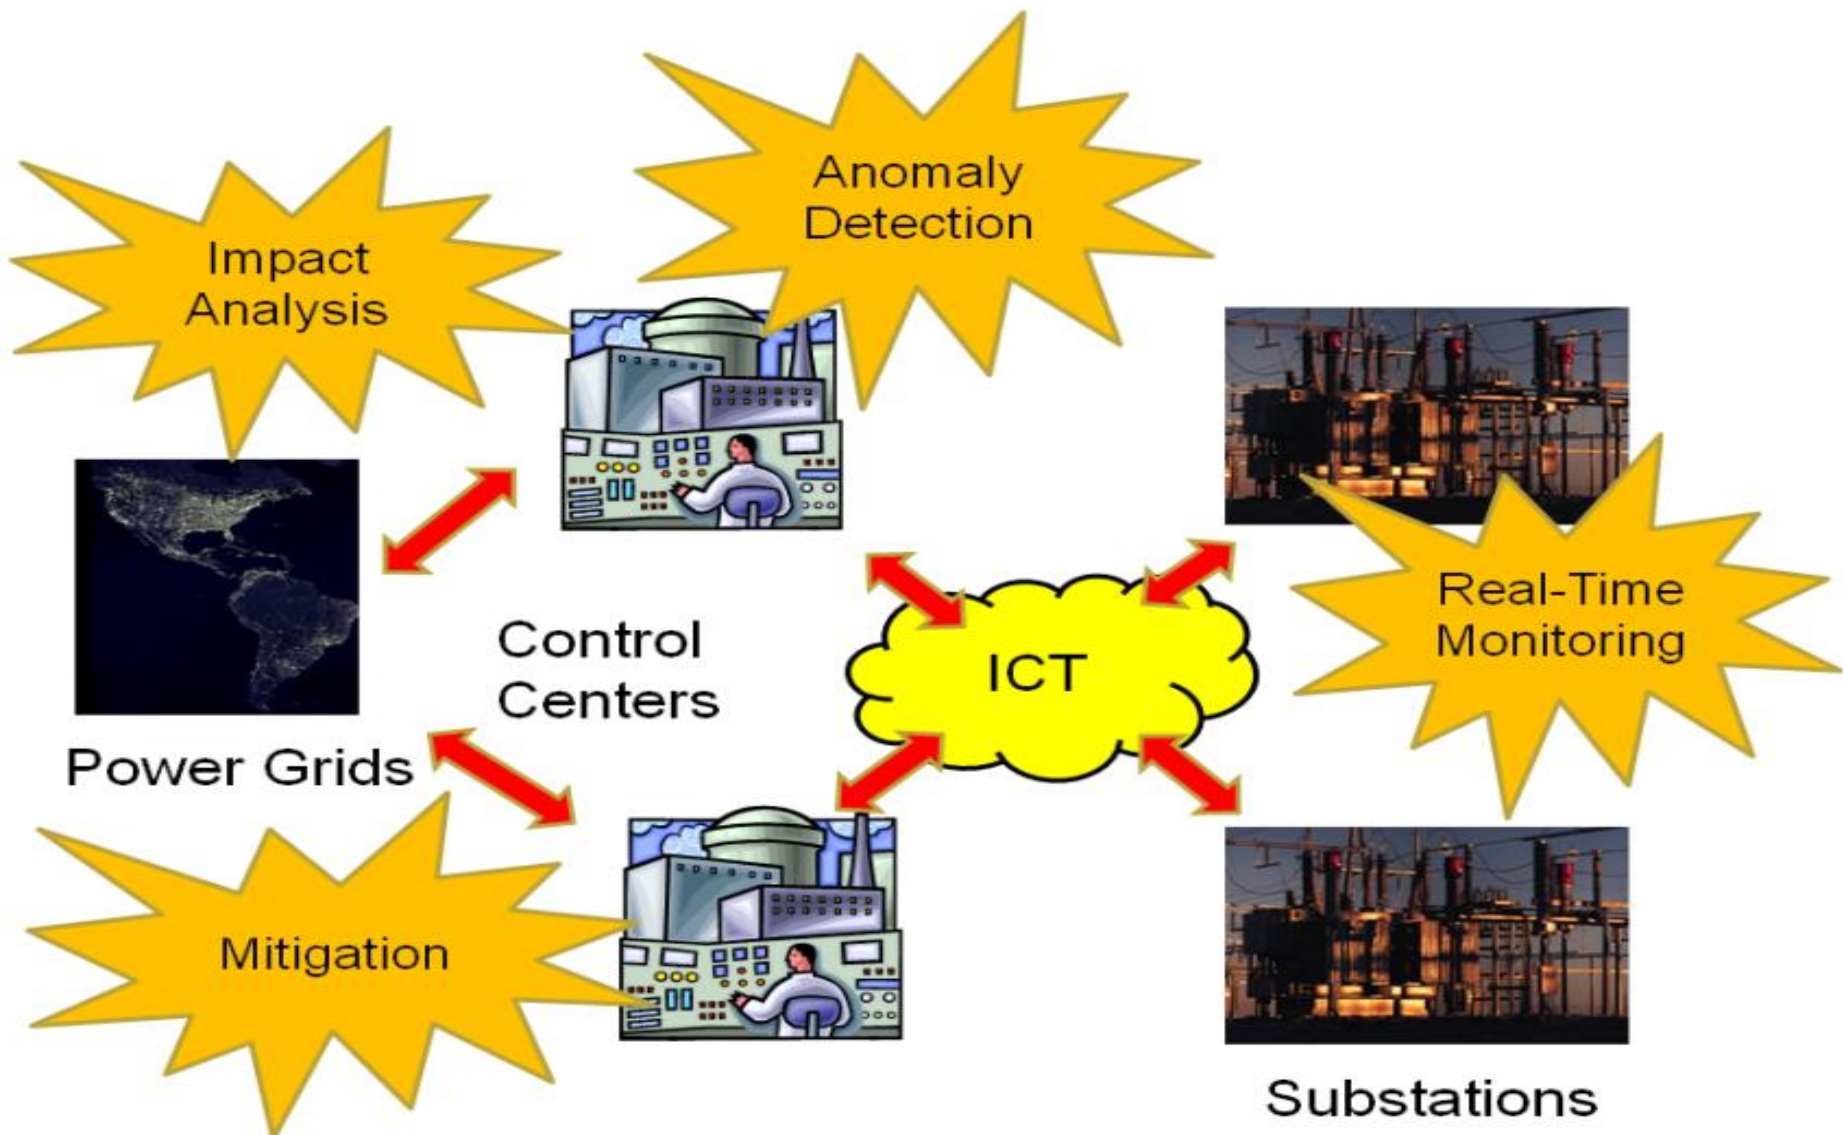 Anomaly
Detection
Impact
Analysis
Real-Time
Monitoring
Control
Centers
ICT
Power Grids
Mitigation
Substations